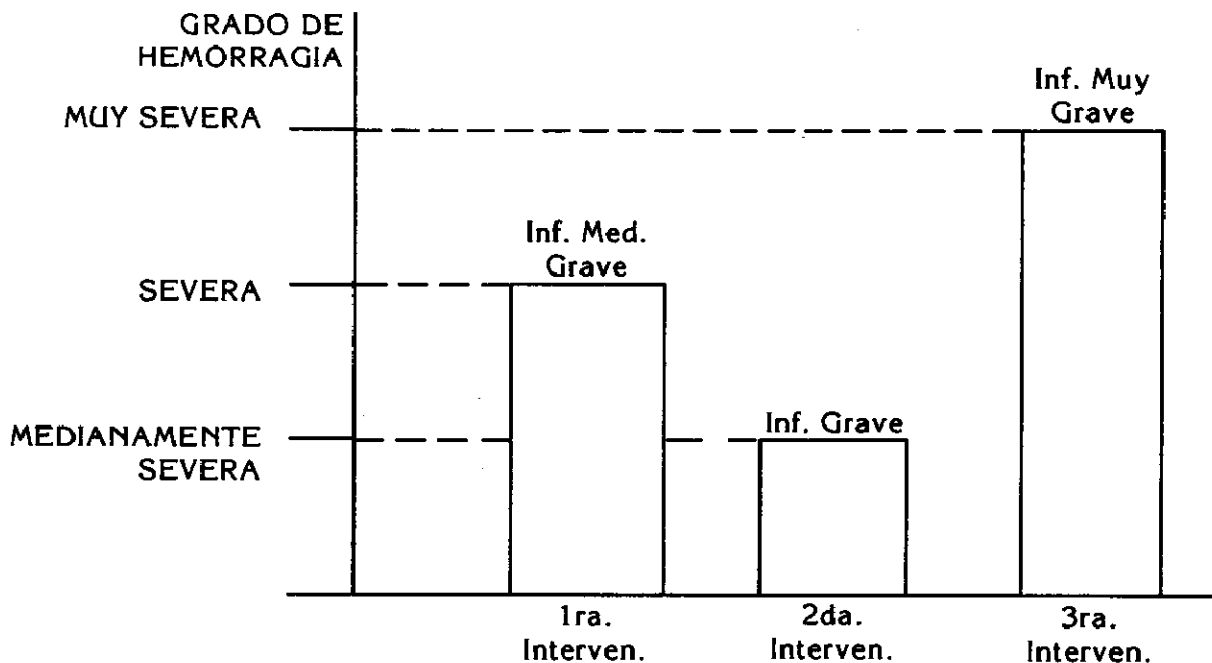 GRADO DE
HEMORRAGIA
Inf. Muy
Grave
MUY SEVERA
Inf. Med.
Grave
SEVERA
Inf. Grave
MEDIANAMENTE
SEVERA
1ra.
Interven.
2da.
Interven.
3ra.
Interven.